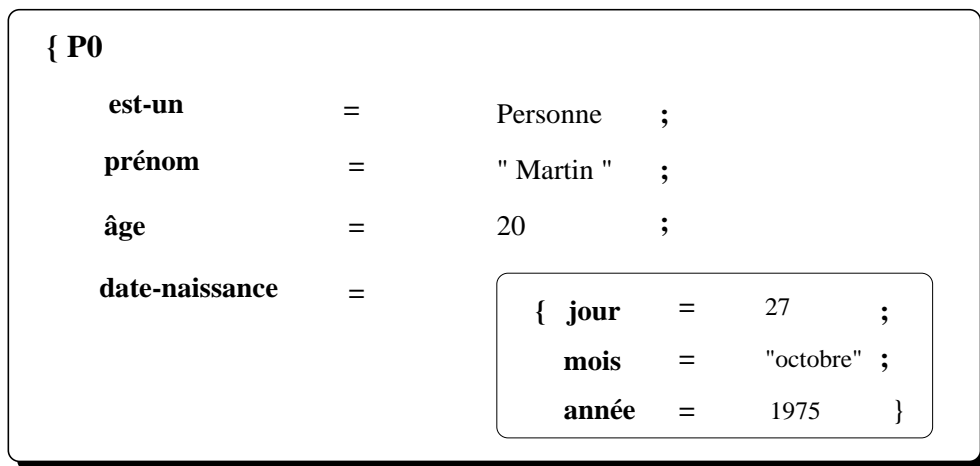 { P0
est-un = Personne ;
prénom = " Martin " ;
âge = 20 ;
date-naissance = { jour = 27 ;
mois = "octobre" ;
année = 1975 }